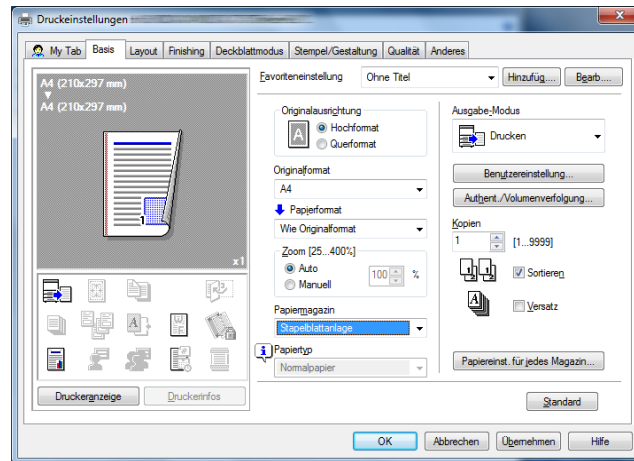 Druckeinstellungen
My Tab Basis Layout Finishing Deckblattmodus Stempel/Gestaltung Qualität Anderes
A4 (210x297 mm)
A4 (210x297 mm)
1
x1
Druckeranzeige Druckerinfos
Favoriteneinstellung Ohne Titel Hinzufüg.... Bearb....
Originalausrichtung
A
Hochformat
Querformat
Originalformat
A4
Papierformat
Wie Originalformat
Zoom [25...400%]
Auto
Manuell
100 %
Papiermagazin
Stapelblattanlage
Papiertyp
Normalpapier
Ausgabe-Modus
Drucken
Benutzereinstellung...
Authent./Volumenverfolgung...
Kopien
1 [1...9999]
Sortieren
Versatz
Papiereinst. für jedes Magazin...
Standard
OK Abbrechen Übernehmen Hilfe